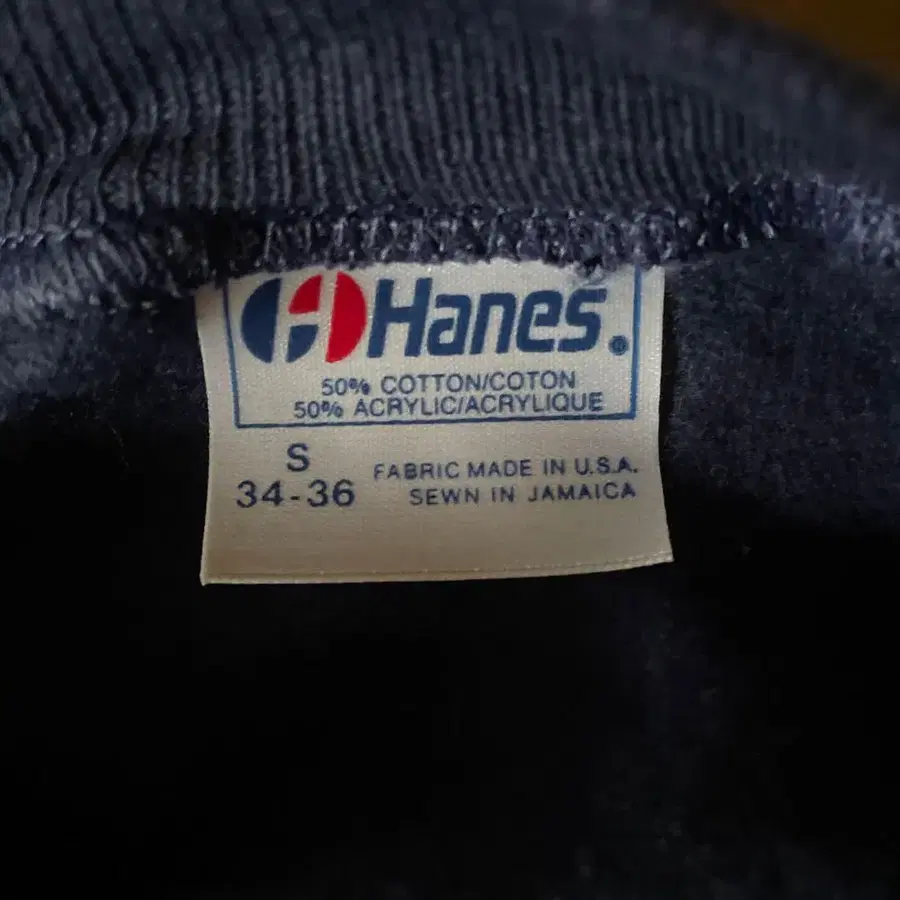 Hanes.®
50% COTTON/COTON
50% ACRYLIC/ACRYLIQUE
S
34-36
FABRIC MADE IN U.S.A.
SEWN IN JAMAICA